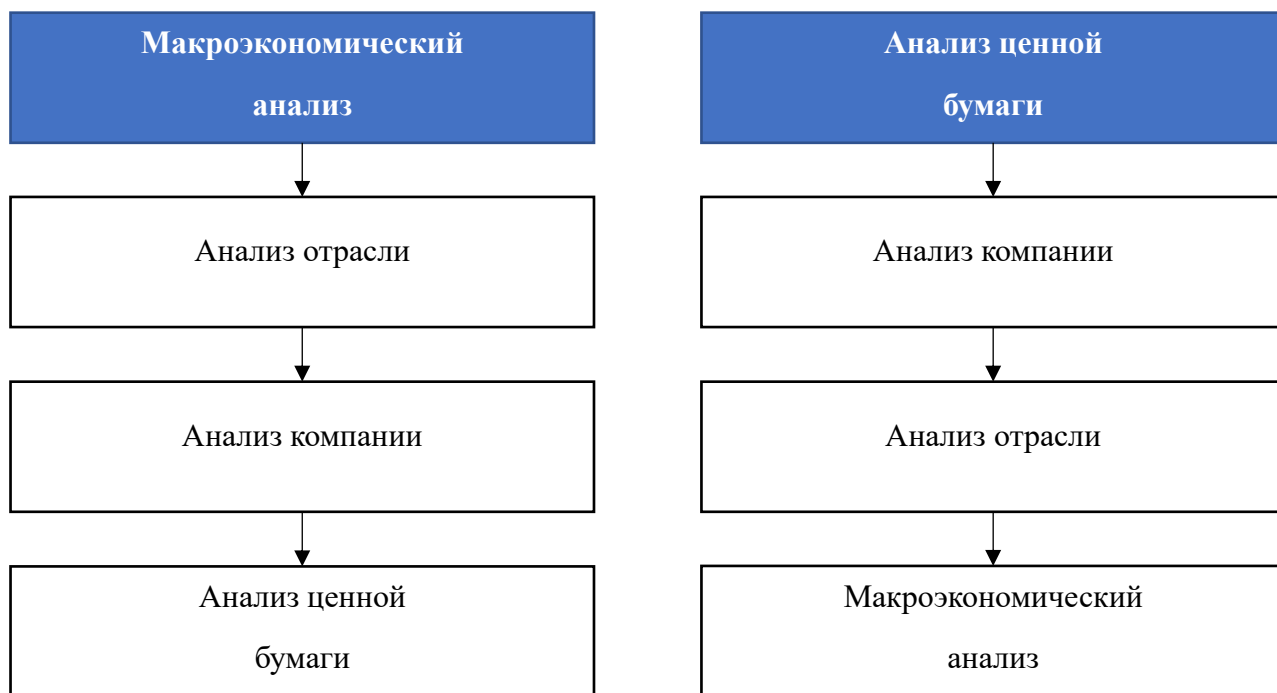 Макроэкономический
анализ
Анализ отрасли
Анализ компании
Анализ ценной
бумаги
Анализ ценной
бумаги
Анализ компании
Анализ отрасли
Макроэкономический
анализ